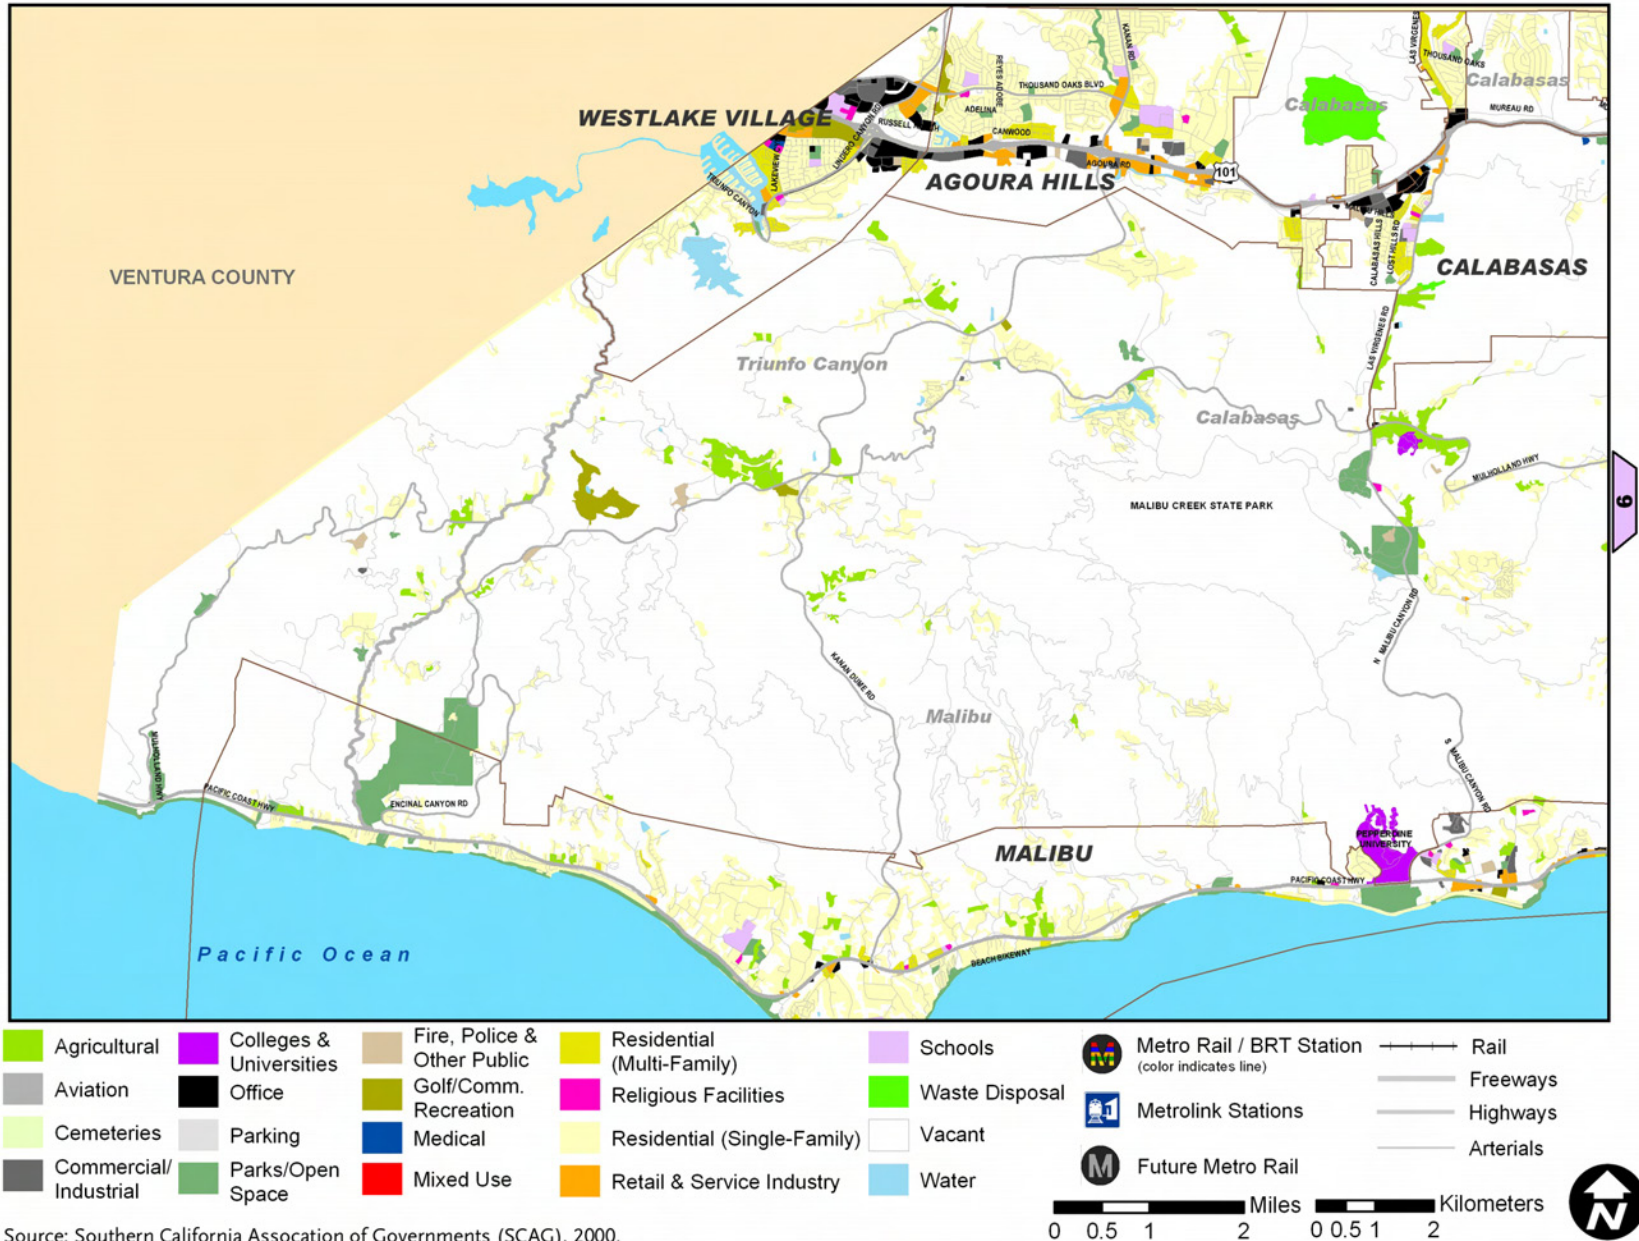 LAS VIRGENES
KANAN RD
REYES ADOBE
THOUSAND OAKS
THOUSAND OAKS BLVD
Calabasas
Calabasas
ADELINA
MUREAU RD
WESTLAKE VILLAGE
RUSSELL
CANWOOD
LINDERO CANYON RD
LAKEVIEW
AGOURA RD
101
TRIUNFO CANYON
AGOURA HILLS
MALIBU HILLS
CALABASAS HILLS
LOST HILLS RD
CALABASAS
VENTURA COUNTY
LAS VIRGENES RD
Triunfo Canyon
Calabasas
MULHOLLAND HWY
MALIBU CREEK STATE PARK
6
N MALIBU CANYON RD
KANAN DUME RD
Malibu
MULHOLLAND HWY
S MALIBU CANYON RD
PACIFIC COAST HWY
ENCINAL CANYON RD
PEPPERDINE
UNIVERSITY
MALIBU
PACIFIC COAST HWY
Pacific Ocean
BEACH BIKEWAY
Agricultural
Aviation
Cemeteries
Commercial/
Industrial
Colleges &
Universities
Office
Parking
Parks/Open
Space
Fire, Police &
Other Public
Golf/Comm.
Recreation
Medical
Mixed Use
Residential
(Multi-Family)
Religious Facilities
Residential (Single-Family)
Retail & Service Industry
Schools
Waste Disposal
Vacant
Water
M
Metro Rail / BRT Station
(color indicates line)
Metrolink Stations
M
Future Metro Rail
Rail
Freeways
Highways
Arterials
Miles
0 0.5 1 2
Kilometers
0 0.5 1 2
N
Source: Southern California Assocation of Governments (SCAG), 2000.